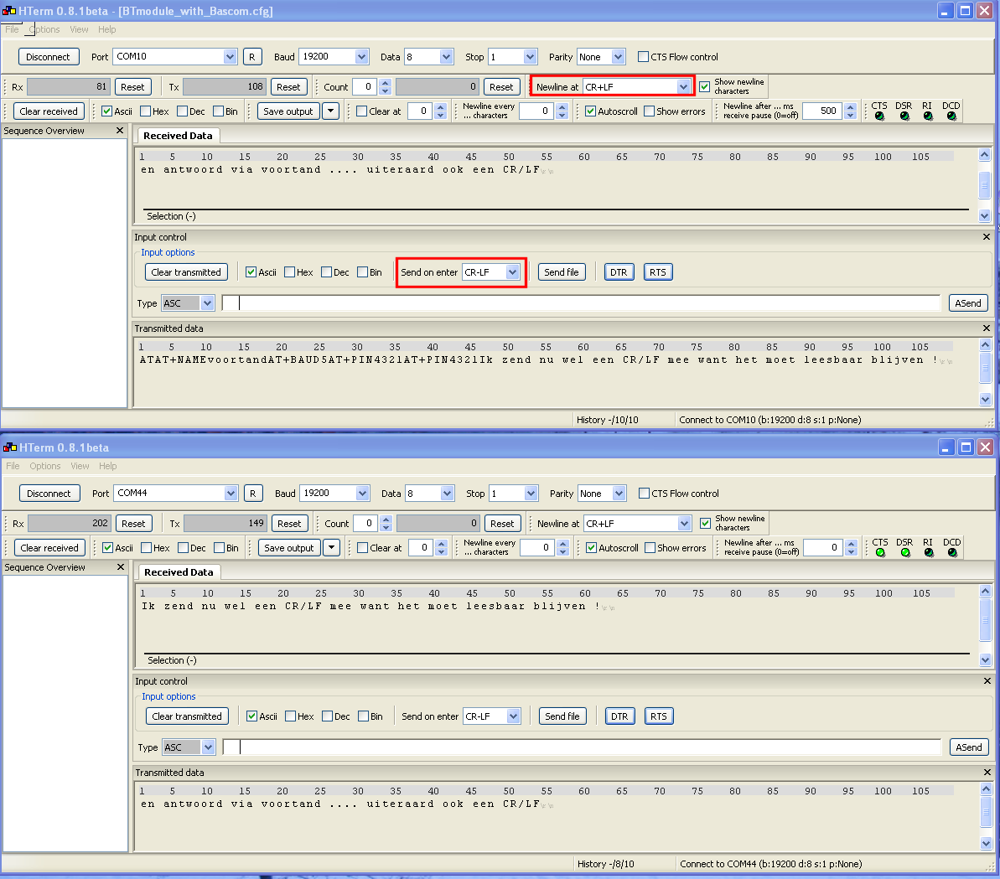 HTerm 0.8.1beta - [BTmodule_with_Bascom.cfg]
File Options View Help
Disconnect Port COM10 R Baud 19200 Data 8 Stop 1 Parity None CTS Flow control
Rx 81 Reset Tx 108 Reset Count 0 0 Reset Newline at CR+LF Show newline characters
Clear received Ascii Hex Dec Bin Save output Clear at 0 Newline every ... characters 0 Autoscroll Show errors Newline after ... ms receive pause (0=off) 500 CTS DSR RI DCD
Sequence Overview
Received Data
1 5 10 15 20 25 30 35 40 45 50 55 60 65 70 75 80 85 90 95 100 105
en antwoord via voortand .... uiteraard ook een CR/LF\r\n
Selection (-)
Input control
Input options
Clear transmitted Ascii Hex Dec Bin Send on enter CR-LF Send file DTR RTS
Type ASC ASend
Transmitted data
1 5 10 15 20 25 30 35 40 45 50 55 60 65 70 75 80 85 90 95 100 105
ATAT+NAMEvoortandAT+BAUD5AT+PIN4321AT+PIN4321Ik zend nu wel een CR/LF mee want het moet leesbaar blijven !\r\n
History -/10/10 Connect to COM10 (b:19200 d:8 s:1 p:None)
HTerm 0.8.1beta
File Options View Help
Disconnect Port COM44 R Baud 19200 Data 8 Stop 1 Parity None CTS Flow control
Rx 202 Reset Tx 149 Reset Count 0 0 Reset Newline at CR+LF Show newline characters
Clear received Ascii Hex Dec Bin Save output Clear at 0 Newline every ... characters 0 Autoscroll Show errors Newline after ... ms receive pause (0=off) 0 CTS DSR RI DCD
Sequence Overview
Received Data
1 5 10 15 20 25 30 35 40 45 50 55 60 65 70 75 80 85 90 95 100 105
Ik zend nu wel een CR/LF mee want het moet leesbaar blijven !\r\n
Selection (-)
Input control
Input options
Clear transmitted Ascii Hex Dec Bin Send on enter CR-LF Send file DTR RTS
Type ASC ASend
Transmitted data
1 5 10 15 20 25 30 35 40 45 50 55 60 65 70 75 80 85 90 95 100 105
en antwoord via voortand .... uiteraard ook een CR/LF\r\n
History -/8/10 Connect to COM44 (b:19200 d:8 s:1 p:None)